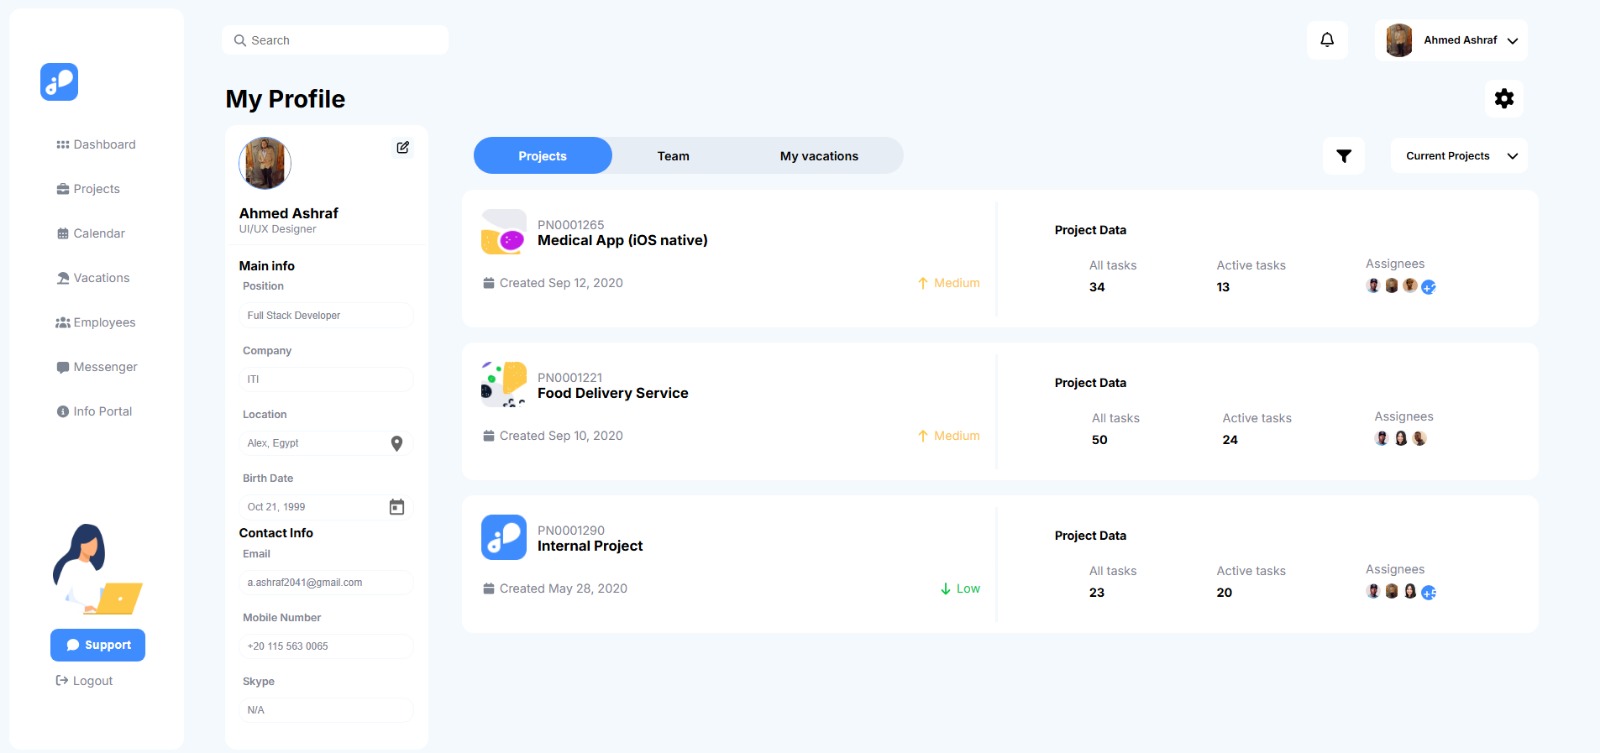 Search
Ahmed Ashraf
My Profile
Dashboard
Projects
Calendar
Vacations
Employees
Messenger
Info Portal
Support
Logout
Ahmed Ashraf
UI/UX Designer
Main info
Position
Full Stack Developer
Company
ITI
Location
Alex, Egypt
Birth Date
Oct 21, 1999
Contact Info
Email
a.ashraf2041@gmail.com
Mobile Number
+20 115 563 0065
Skype
N/A
Projects Team My vacations
Current Projects
PN0001265
Medical App (iOS native)
Created Sep 12, 2020 Medium
Project Data
All tasks Active tasks Assignees
34 13
PN0001221
Food Delivery Service
Created Sep 10, 2020 Medium
Project Data
All tasks Active tasks Assignees
50 24
PN0001290
Internal Project
Created May 28, 2020 Low
Project Data
All tasks Active tasks Assignees
23 20